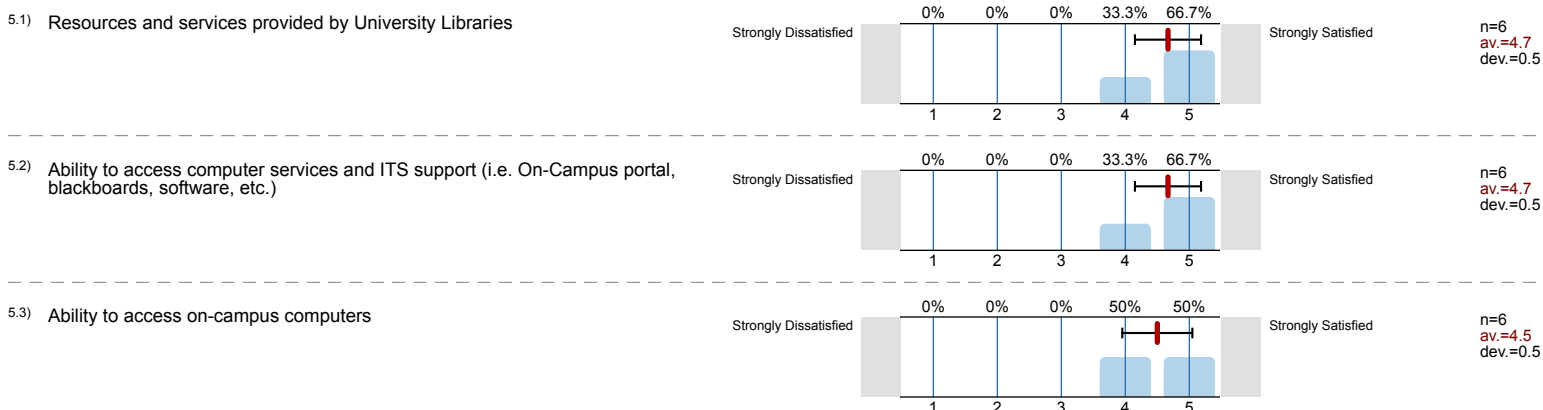 5.1) Resources and services provided by University Libraries
Strongly Dissatisfied
0% 0% 0% 33.3% 66.7%
1 2 3 4 5
Strongly Satisfied
n=6
av.=4.7
dev.=0.5
5.2) Ability to access computer services and ITS support (i.e. On-Campus portal,
blackboards, software, etc.)
Strongly Dissatisfied
0% 0% 0% 33.3% 66.7%
1 2 3 4 5
Strongly Satisfied
n=6
av.=4.7
dev.=0.5
5.3) Ability to access on-campus computers
Strongly Dissatisfied
0% 0% 0% 50% 50%
1 2 3 4 5
Strongly Satisfied
n=6
av.=4.5
dev.=0.5